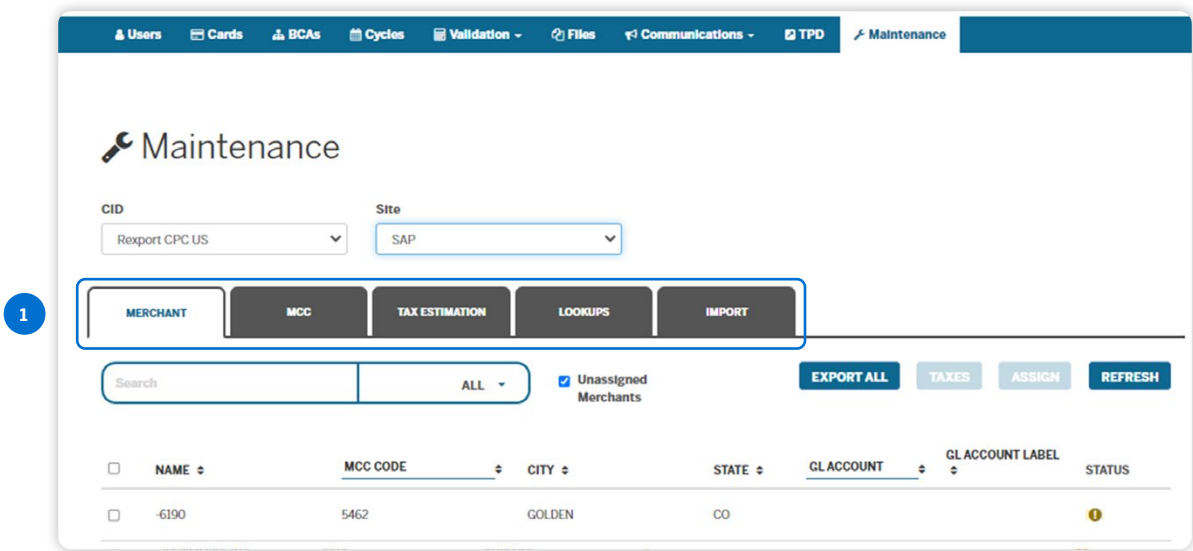 Users Cards BCAs Cycles Validation Files Communications TPD Maintenance
Maintenance
CID Site
Rexport CPC US SAP
1
MERCHANT MCC TAX ESTIMATION LOOKUPS IMPORT
Search ALL Unassigned Merchants EXPORT ALL TAXES ASSIGN REFRESH
NAME MCC CODE CITY STATE GL ACCOUNT GL ACCOUNT LABEL STATUS
-6190 5462 GOLDEN CO